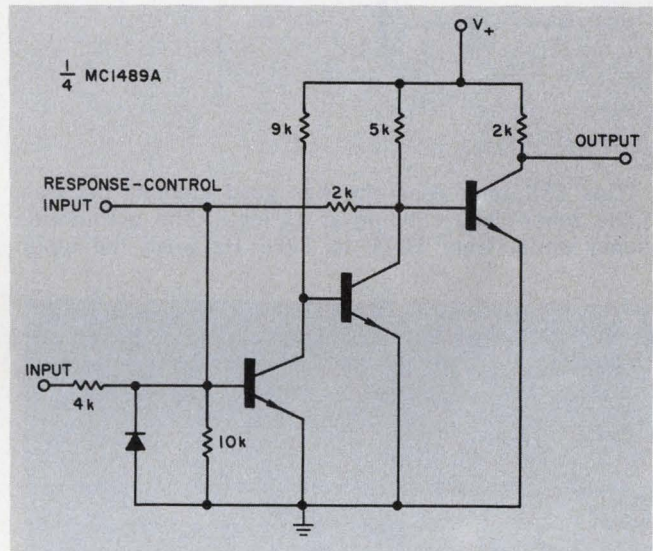 V+
1/4 MC1489A
9k
5k
2k
OUTPUT
RESPONSE-CONTROL
INPUT
2k
INPUT
4k
10k